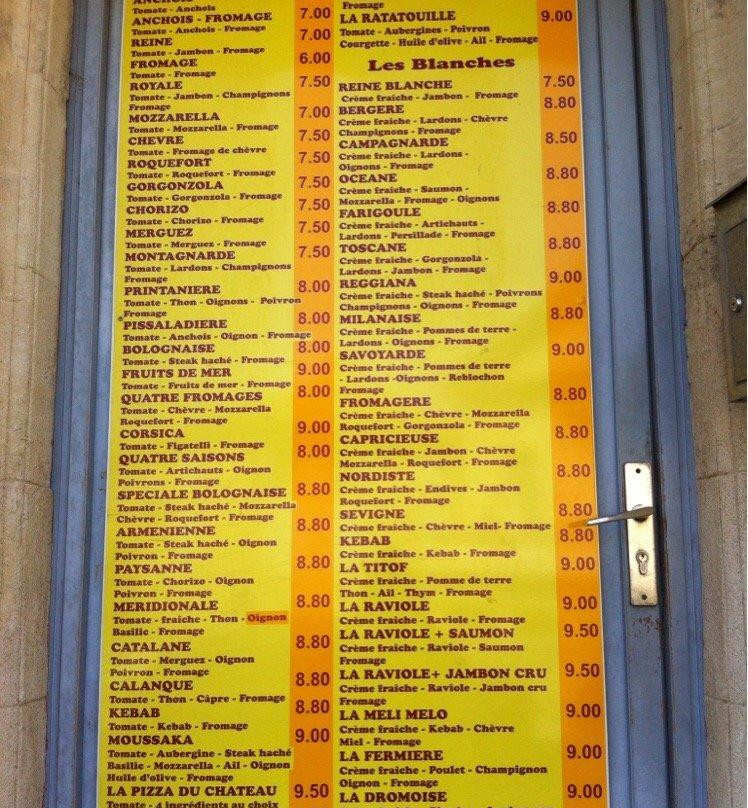 ANCHOIS
Tomate - Anchois
ANCHOIS - FROMAGE 7.00
Tomate - Anchois - Fromage
REINE 7.00
Tomate - Jambon - Fromage
FROMAGE 6.00
Tomate - Fromage
ROYALE 7.50
Tomate - Jambon - Champignons
Fromage
MOZZARELLA 7.00
Tomate - Mozzarella - Fromage
CHEVRE 7.50
Tomate - Fromage de chèvre
ROQUEFORT 7.50
Tomate - Roquefort - Fromage
GORGONZOLA 7.50
Tomate - Gorgonzola - Fromage
CHORIZO 7.50
Tomate - Chorizo - Fromage
MERGUEZ 7.50
Tomate - Merguez - Fromage
MONTAGNARDE 7.50
Tomate - Lardons - Champignons
Fromage
PRINTANIERE 8.00
Tomate - Thon - Oignons - Poivron
Fromage
PISSALADIERE 8.00
Tomate - Anchois - Oignon - Fromage
BOLOGNAISE 8.00
Tomate - Steak haché - Fromage
FRUITS DE MER 9.00
Tomate - Fruits de mer - Fromage
QUATRE FROMAGES 8.00
Tomate - Chèvre - Mozzarella
Roquefort - Fromage
CORSICA 9.00
Tomate - Figatelli - Fromage
QUATRE SAISONS 8.00
Tomate - Artichauts - Oignon
Poivrons - Fromage
SPECIALE BOLOGNAISE 8.80
Tomate - Steak haché - Mozzarella
Chèvre - Roquefort - Fromage
ARMENIENNE 8.80
Tomate - Steak haché - Oignon
Poivron - Fromage
PAYSANNE 8.80
Tomate - Chorizo - Oignon
Poivron - Fromage
MERIDIONALE 8.80
Tomate - fraîche - Thon - Oignon
Basilic - Fromage
CATALANE 8.80
Tomate - Merguez - Oignon
Poivron - Fromage
CALANQUE 8.80
Tomate - Thon - Câpre - Fromage
KEBAB 8.80
Tomate - Kebab - Fromage
MOUSSAKA 9.00
Tomate - Aubergine - Steak haché
Basilic - Mozzarella - Ail - Oignon
Huile d'olive - Fromage
LA PIZZA DU CHATEAU 9.50
Tomate - 4 ingrédients au choix
Fromage
LA RATATOUILLE 9.00
Tomate - Aubergines - Poivron
Courgette - Huile d'olive - Ail - Fromage
Les Blanches
REINE BLANCHE 7.50
Crème fraîche - Jambon - Fromage
BERGERE 8.80
Crème fraîche - Lardons - Chèvre
Champignons - Fromage
CAMPAGNARDE 8.50
Crème fraîche - Lardons -
Oignons - Fromage
OCEANE 8.80
Crème fraîche - Saumon -
Mozzarella - Fromage - Oignons
FARIGOULE 8.80
Crème fraîche - Artichauts -
Lardons - Persillade - Fromage
TOSCANE 8.80
Crème fraîche - Gorgonzola -
Lardons - Jambon - Fromage
REGGIANA 9.00
Crème fraîche - Steak haché - Poivrons
Champignons - Oignons - Fromage
MILANAISE 8.80
Crème fraîche - Pommes de terre -
Lardons - Oignons - Fromage
SAVOYARDE 9.00
Crème fraîche - Pommes de terre
- Lardons -Oignons - Reblochon
Fromage
FROMAGERE 8.80
Crème fraîche - Chèvre - Mozzarella
Roquefort - Gorgonzola - Fromage
CAPRICIEUSE 8.80
Crème fraîche - Jambon - Chèvre
Mozzarella - Roquefort - Fromage
NORDISTE 8.80
Crème fraîche - Endives - Jambon
Roquefort - Fromage
SEVIGNE 8.80
Crème fraîche - Chèvre - Miel- Fromage
KEBAB 8.80
Crème fraîche - Kebab - Fromage
LA TITOF 9.00
Crème fraîche - Pomme de terre
Thon - Ail - Thym - Fromage
LA RAVIOLE 9.00
Crème fraîche - Raviole - Fromage
LA RAVIOLE + SAUMON 9.50
Crème fraîche - Raviole - Saumon
Fromage
LA RAVIOLE+ JAMBON CRU 9.50
Crème fraîche - Raviole - Jambon cru
Fromage
LA MELI MELO 9.00
Crème fraîche - Kebab - Chèvre
Miel - Fromage
LA FERMIERE 9.00
Crème fraîche - Poulet - Champignon
Oignon - Fromage
LA DROMOISE 9.00